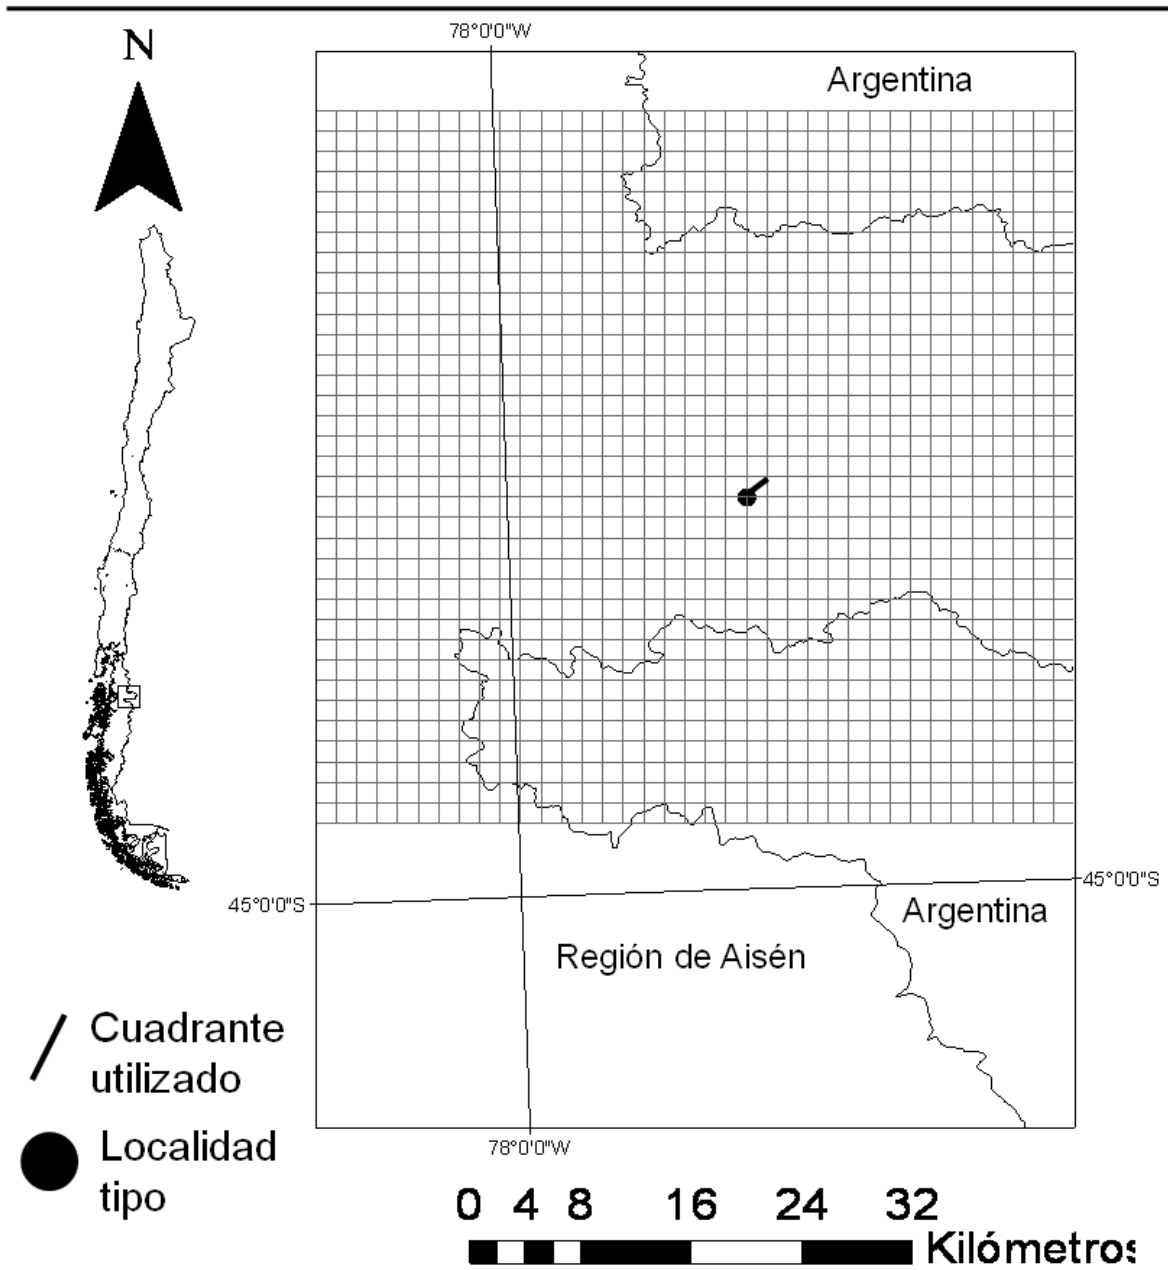 78°0'0"W
N
Argentina
45°0'0"S
45°0'0"S
Argentina
Región de Aisén
Cuadrante
utilizado
78°0'0"W
Localidad
tipo
0 4 8 16 24 32
Kilómetros